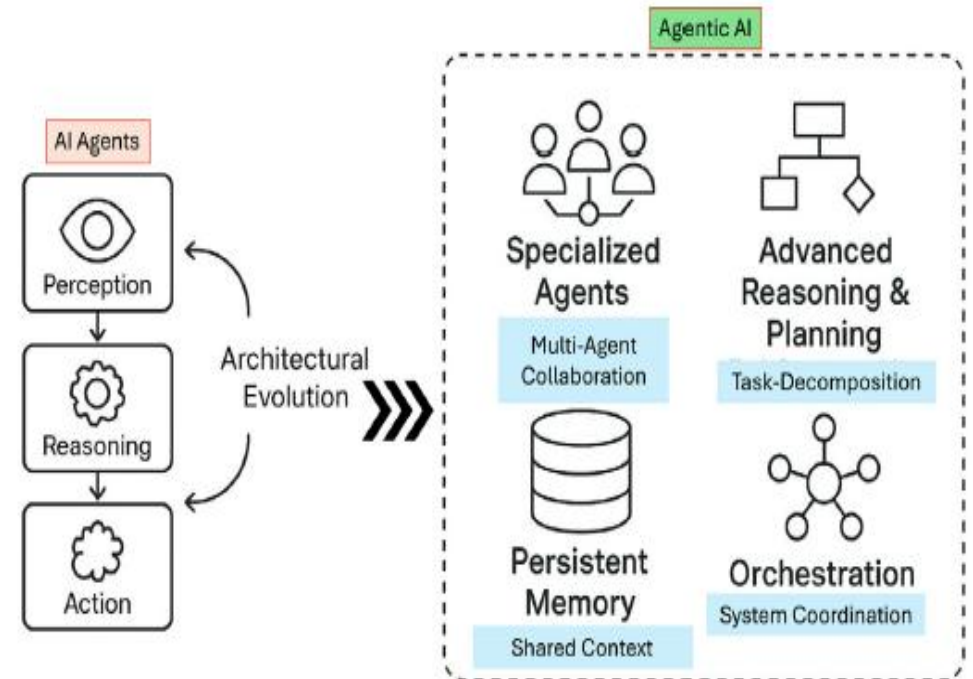 Agentic AI
AI Agents
Perception
Reasoning
Action
Architectural
Evolution
Specialized
Agents
Multi-Agent
Collaboration
Advanced
Reasoning &
Planning
Task-Decomposition
Persistent
Memory
Shared Context
Orchestration
System Coordination